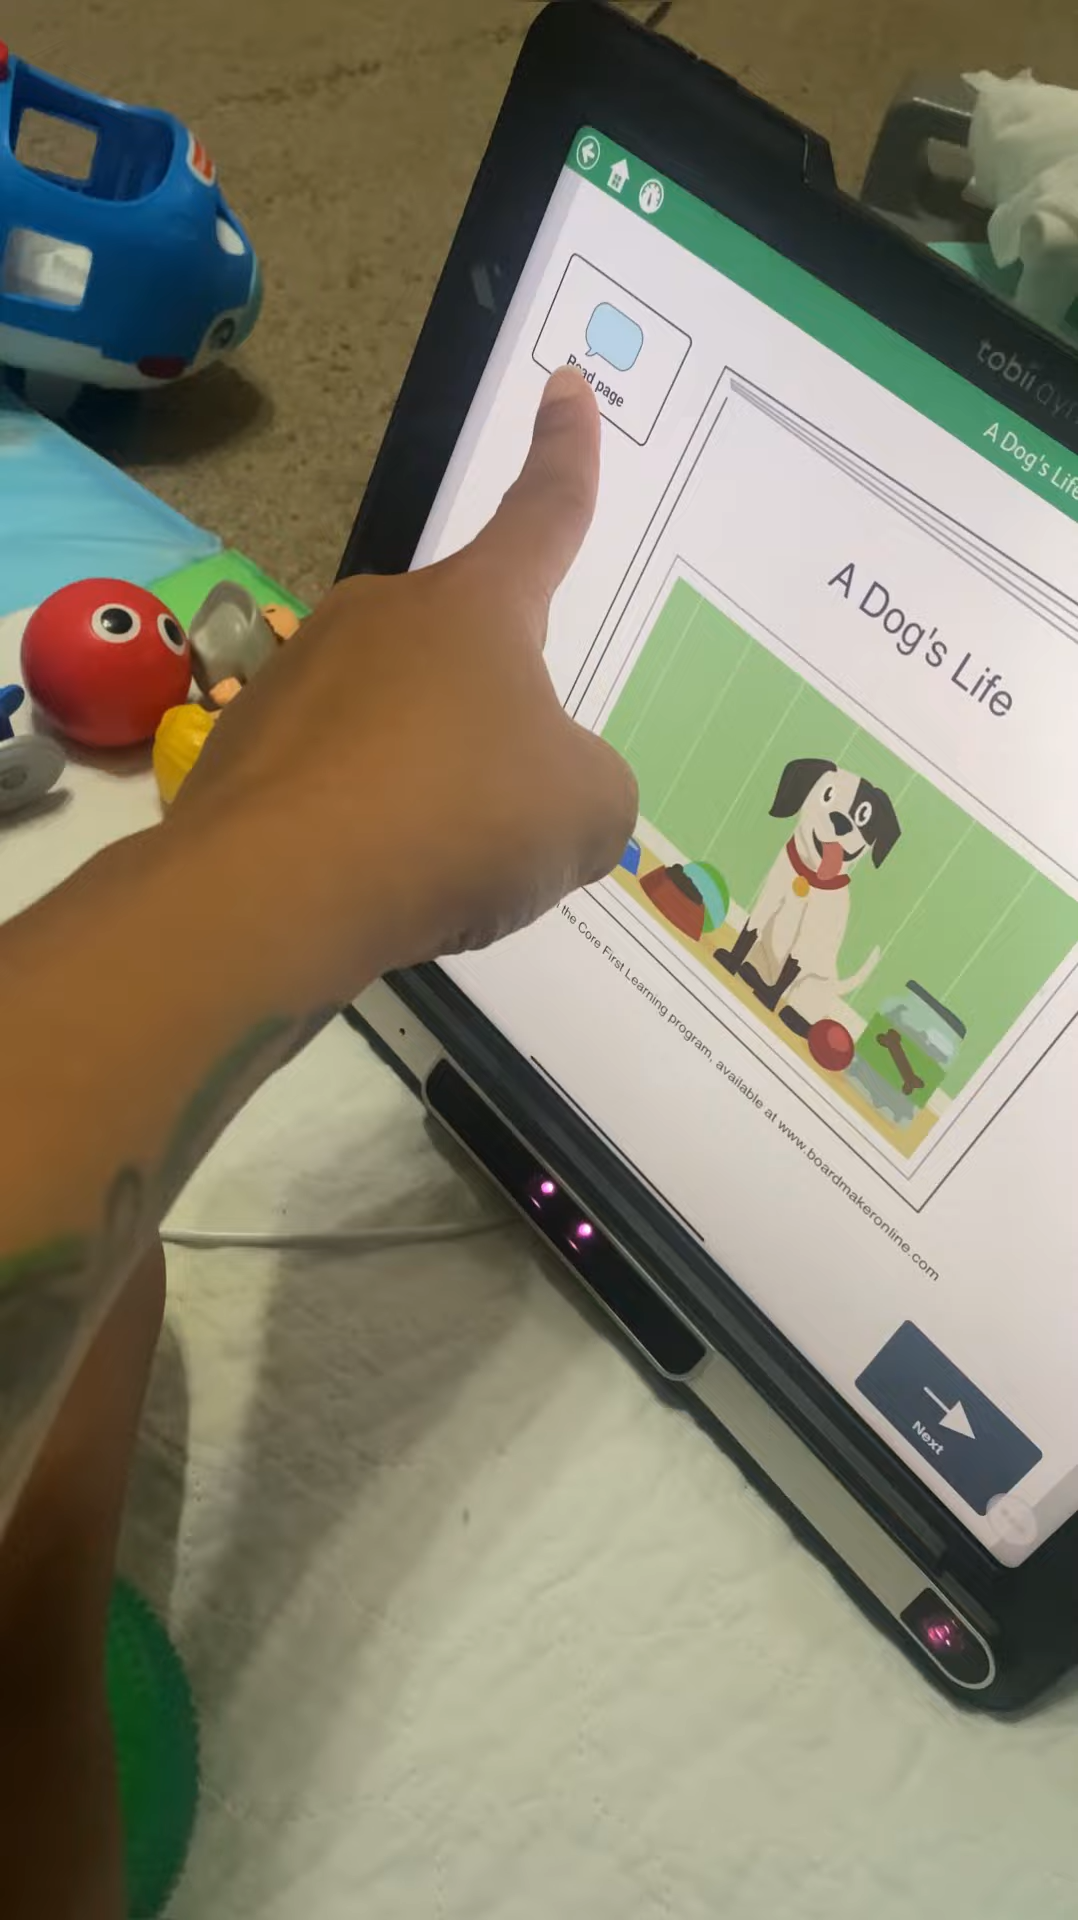 tobii dyn
A Dog's Life
Read page
A Dog's Life
the Core First Learning program, available at www.boardmakeronline.com
Next